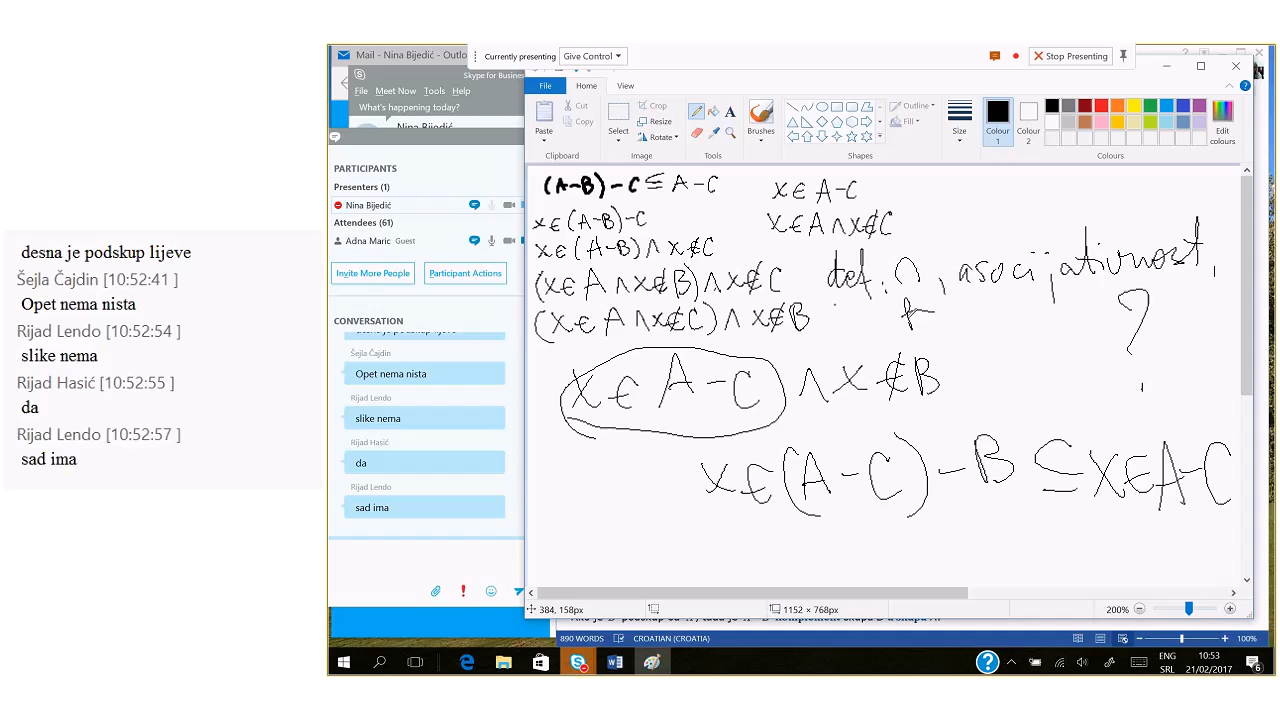 desna je podskup lijeve
Šejla Čajdin [10:52:41 ]
Opet nema nista
Rijad Lendo [10:52:54 ]
slike nema
Rijad Hasić [10:52:55 ]
da
Rijad Lendo [10:52:57 ]
sad ima
Mail - Nina Bijedić - Outlo
Currently presenting
Give Control
Stop Presenting
Skype for Busine
File Meet Now Tools Help
What's happening today?
Nina Bijedić
PARTICIPANTS
Presenters (1)
Nina Bijedić
Attendees (61)
Adna Maric Guest
Invite More People
Participant Actions
CONVERSATION
Šejla Čajdin
Opet nema nista
Rijad Lendo
slike nema
Rijad Hasić
da
Rijad Lendo
sad ima
File Home View
Paste Cut Copy
Clipboard
Select Crop Resize Rotate
Image
A
Tools
Brushes
Outline
Fill
Shapes
Size
Colour 1
Colour 2
Edit colours
Colours
(A-B)-C ⊆ A-C
x∈A-C
x∈(A-B)-C
x∈A∧x∉C
x∈(A-B)∧x∉C
(x∈A∧x∉B)∧x∉C
def. ∩, asocijativnost,
(x∈A∧x∉C)∧x∉B
?
x∈A-C ∧ x∉B
x∈(A-C)-B ⊆ x∈A-C
384, 158px
1152 × 768px
200%
890 WORDS
CROATIAN (CROATIA)
100%
ENG
SRL
10:53
21/02/2017
6